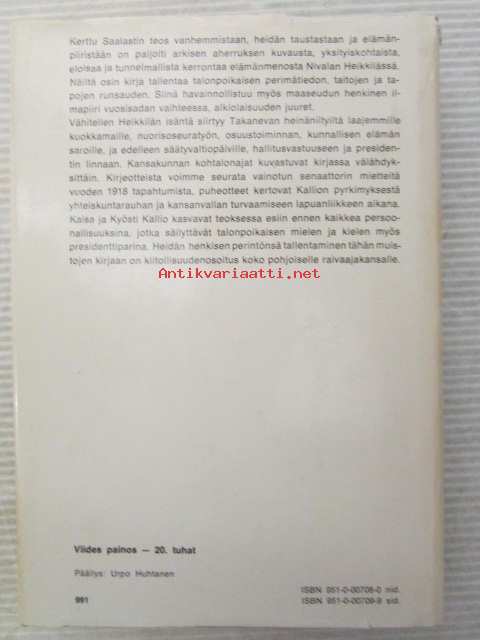 Kerttu Saalastin teos vanhemmistaan, heidän taustastaan ja elämän-
piiristään on paljolti arkisen aherruksen kuvausta, yksityiskohtaista,
eloisaa ja tunnelmallista kerrontaa elämänmenosta Nivalan Heikkilässä.
Näiltä osin kirja tallentaa talonpoikaisen perimätiedon, taitojen ja ta-
pojen runsauden. Siinä havainnollistuu myös maaseudun henkinen il-
mapiiri vuosisadan vaihteessa, alkiolaisuuden juuret.
Vähitellen Heikkilän isäntä siirtyy Takanevan heinäniityiltä laajemmille
kuokkamaille, nuorisoseuratyön, osuustoiminnan, kunnallisen elämän
saroille, ja edelleen säätyvaltiopäiville, hallitusvastuuseen ja presiden-
tin linnaan. Kansakunnan kohtalonajat kuvastuvat kirjassa välähdyk-
sittäin. Kirjeotteista voimme seurata vainotun senaattorin mietteitä
vuoden 1918 tapahtumista, puheotteet kertovat Kallion pyrkimyksestä
yhteiskuntarauhan ja kansanvallan turvaamiseen lapuanliikkeen aikana.
Kaisa ja Kyösti Kallio kasvavat teoksessa esiin ennen kaikkea persoo-
nallisuuksina, jotka säilyttävät talonpoikaisen mielen ja kielen myös
presidenttiparina. Heidän henkisen perintönsä tallentaminen tähän muis-
tojen kirjaan on kiitollisuudenosoitus koko pohjoiselle raivaajakansalle.
Antikvariaatti.net
Viides painos — 20. tuhat
Päällys: Urpo Huhtanen
ISBN 951-0-00708-0 nid.
991
ISBN 951-0-00709-9 sid.